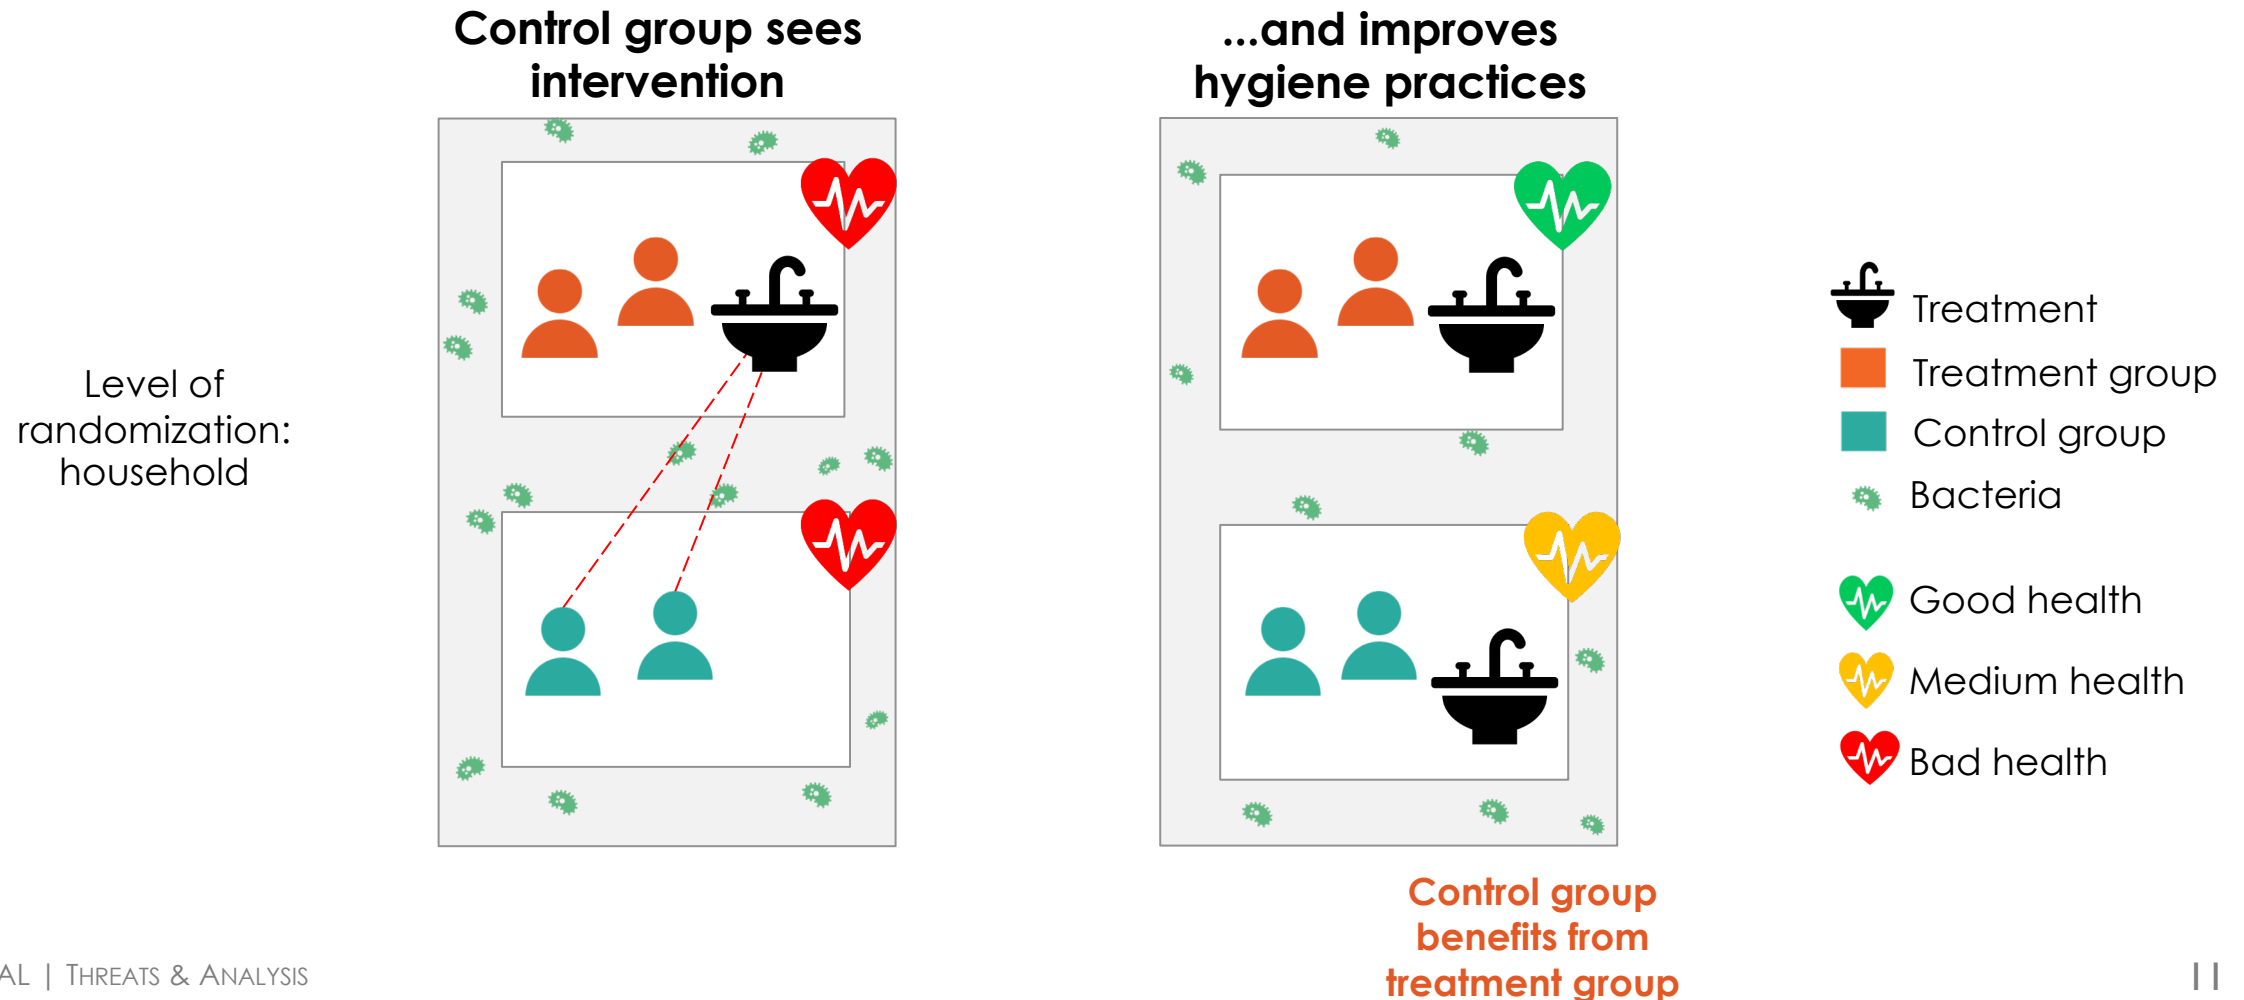 Control group sees
intervention
...and improves
hygiene practices
Level of
randomization:
household
Treatment
Treatment group
Control group
Bacteria
Good health
Medium health
Bad health
Control group
benefits from
treatment group
AL | THREATS & ANALYSIS
11